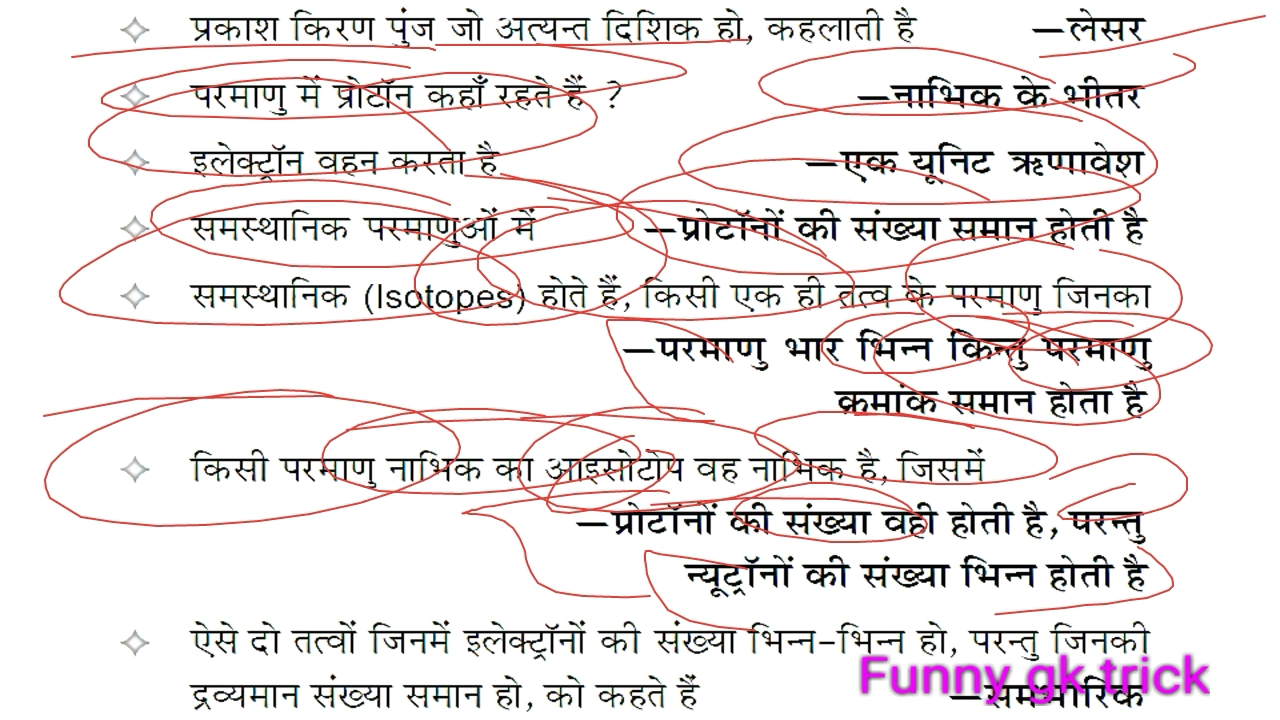 प्रकाश किरण पुंज जो अत्यन्त दिशिक हो, कहलाती है —लेसर
परमाणु में प्रोटॉन कहाँ रहते हैं ? —नाभिक के भीतर
इलेक्ट्रॉन वहन करता है —एक यूनिट ऋणावेश
समस्थानिक परमाणुओं में —प्रोटॉनों की संख्या समान होती है
समस्थानिक (Isotopes) होते हैं, किसी एक ही तत्व के परमाणु जिनका
—परमाणु भार भिन्न किन्तु परमाणु
क्रमांक समान होता है
किसी परमाणु नाभिक का आइसोटोप वह नाभिक है, जिसमें
—प्रोटॉनों की संख्या वही होती है, परन्तु
न्यूट्रॉनों की संख्या भिन्न होती है
ऐसे दो तत्वों जिनमें इलेक्ट्रॉनों की संख्या भिन्न-भिन्न हो, परन्तु जिनकी
द्रव्यमान संख्या समान हो, को कहते हैं —समभारिक
Funny gk trick